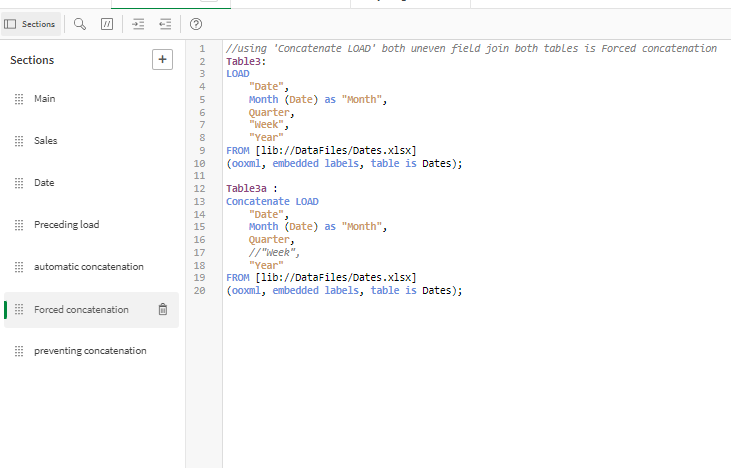 Sections
Sections
+
Main
Sales
Date
Preceding load
automatic concatenation
Forced concatenation
preventing concatenation
1 //using 'Concatenate LOAD' both uneven field join both tables is Forced concatenation
2 Table3:
3 LOAD
4 "Date",
5 Month (Date) as "Month",
6 Quarter,
7 "Week",
8 "Year"
9 FROM [lib://DataFiles/Dates.xlsx]
10 (ooxml, embedded labels, table is Dates);
11
12 Table3a :
13 Concatenate LOAD
14 "Date",
15 Month (Date) as "Month",
16 Quarter,
17 //"Week",
18 "Year"
19 FROM [lib://DataFiles/Dates.xlsx]
20 (ooxml, embedded labels, table is Dates);